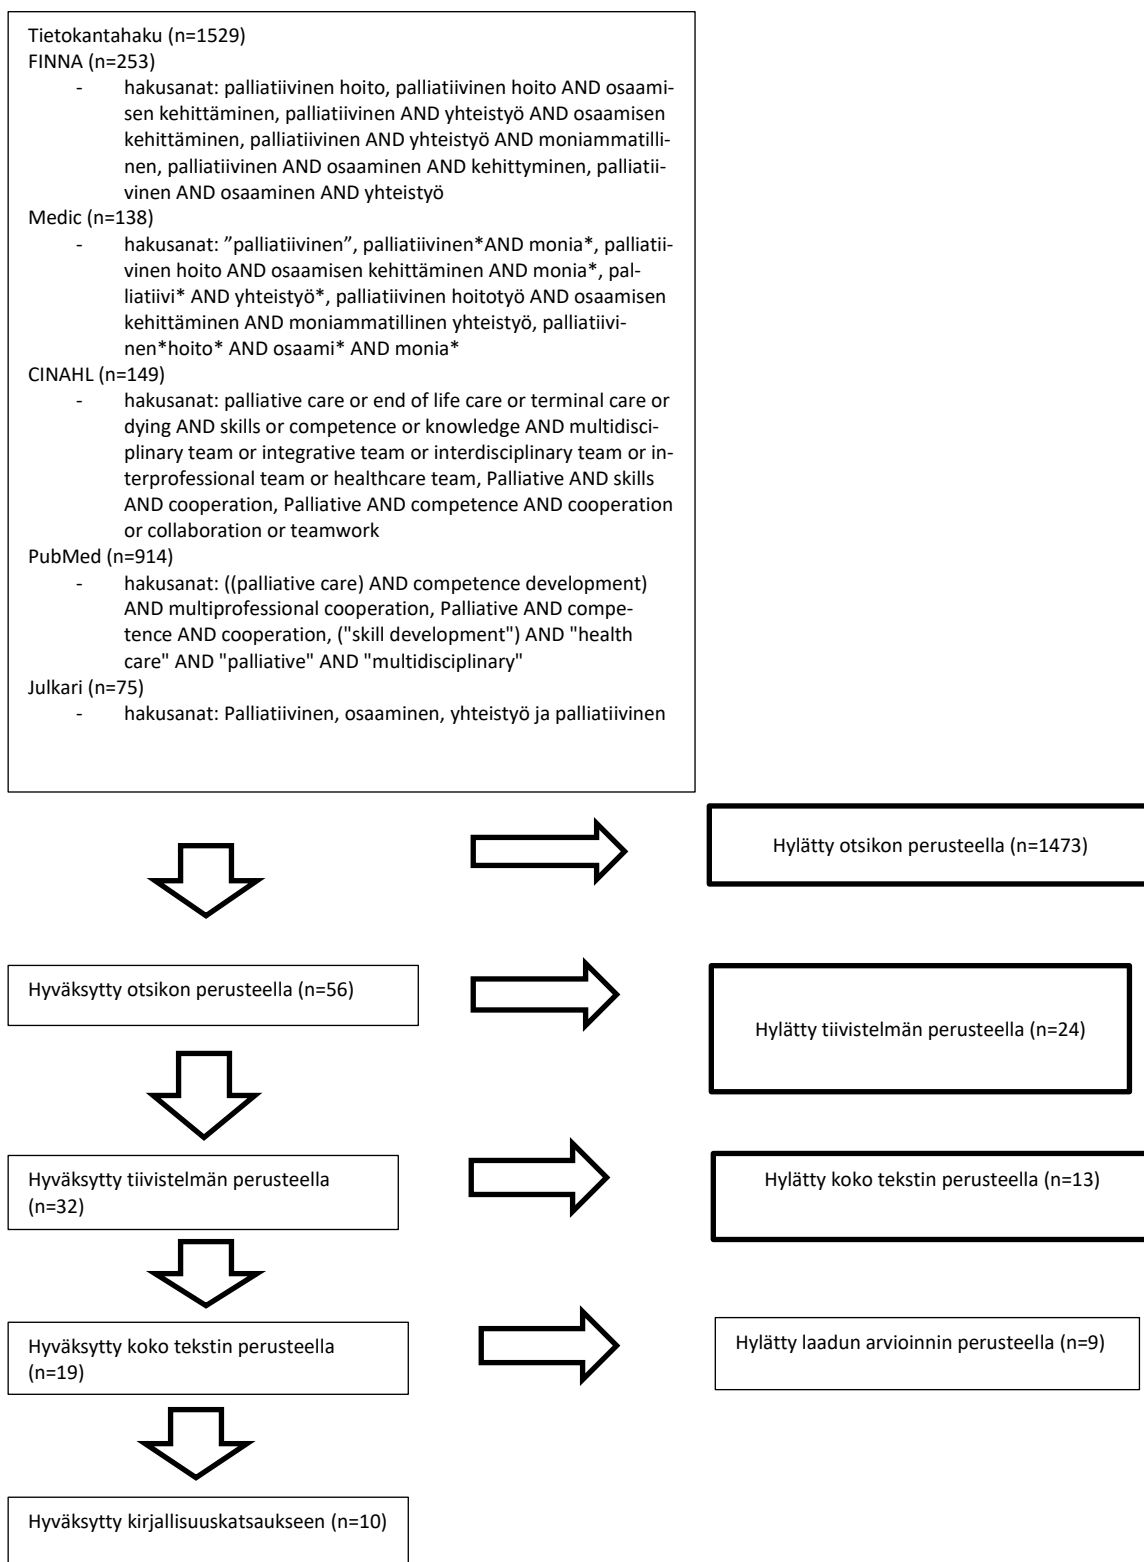 Tietokantahaku (n=1529)
FINNA (n=253)
- hakusanat: palliatiivinen hoito, palliatiivinen hoito AND osaami-
sen kehittäminen, palliatiivinen AND yhteistyö AND osaamisen
kehittäminen, palliatiivinen AND yhteistyö AND moniammatilli-
nen, palliatiivinen AND osaaminen AND kehittyminen, palliatii-
vinen AND osaaminen AND yhteistyö
Medic (n=138)
- hakusanat: ”palliatiivinen”, palliatiivinen*AND monia*, palliatii-
vinen hoito AND osaamisen kehittäminen AND monia*, pal-
liatiivi* AND yhteistyö*, palliatiivinen hoitotyö AND osaamisen
kehittäminen AND moniammatillinen yhteistyö, palliatiivi-
nen*hoito* AND osaami* AND monia*
CINAHL (n=149)
- hakusanat: palliative care or end of life care or terminal care or
dying AND skills or competence or knowledge AND multidisci-
plinary team or integrative team or interdisciplinary team or in-
terprofessional team or healthcare team, Palliative AND skills
AND cooperation, Palliative AND competence AND cooperation
or collaboration or teamwork
PubMed (n=914)
- hakusanat: ((palliative care) AND competence development)
AND multiprofessional cooperation, Palliative AND compe-
tence AND cooperation, ("skill development") AND "health
care" AND "palliative" AND "multidisciplinary"
Julkari (n=75)
- hakusanat: Palliatiivinen, osaaminen, yhteistyö ja palliatiivinen
Hylätty otsikon perusteella (n=1473)
Hyväksytty otsikon perusteella (n=56)
Hylätty tiivistelmän perusteella (n=24)
Hyväksytty tiivistelmän perusteella
(n=32)
Hylätty koko tekstin perusteella (n=13)
Hyväksytty koko tekstin perusteella
(n=19)
Hylätty laadun arvioinnin perusteella (n=9)
Hyväksytty kirjallisuuskatsaukseen (n=10)